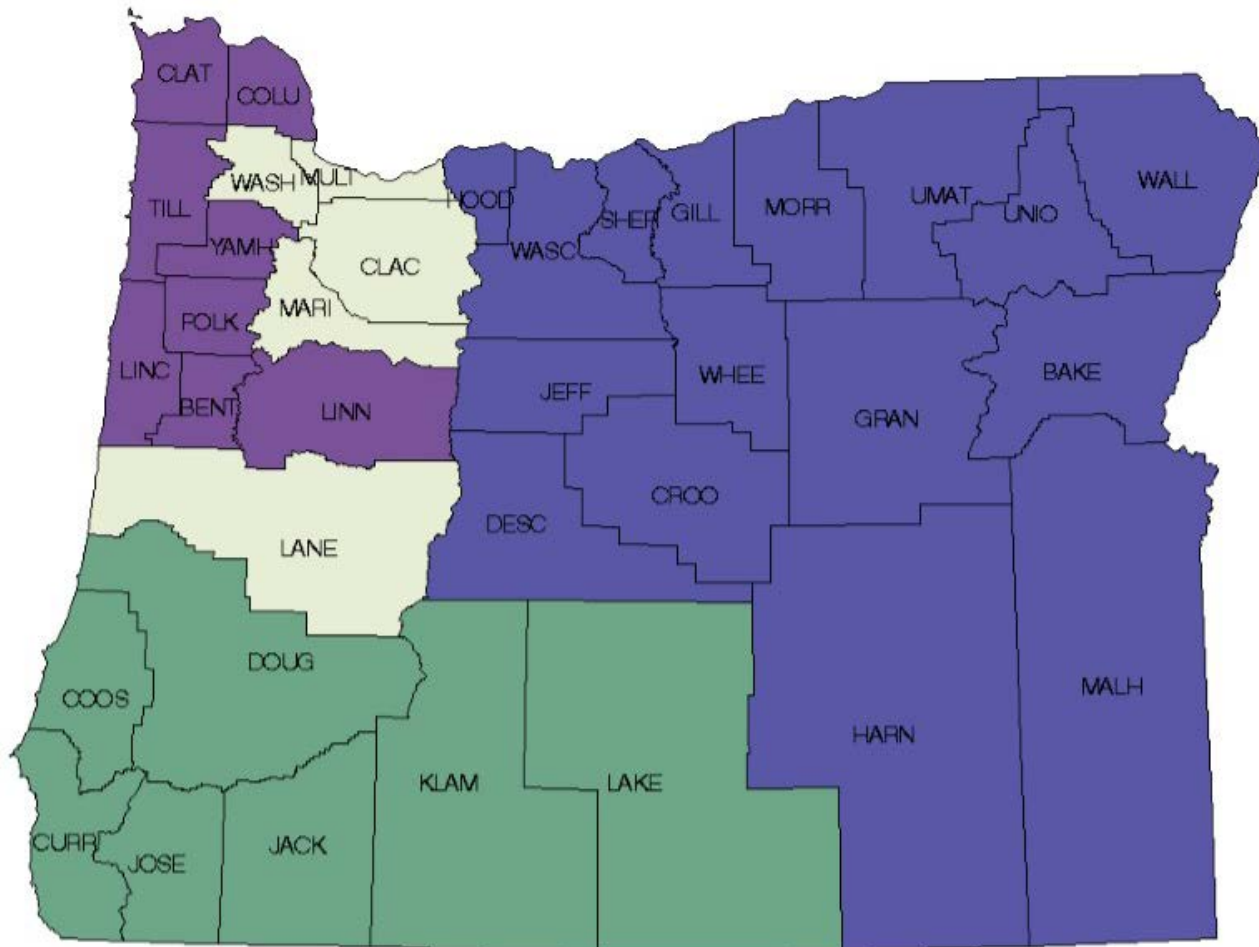 CLAT
COLU
WASH
MULT
HOOD
WALL
TILL
SHER
GILL
MORR
UMAT
UNIO
YAMH
WASC
CLAC
MARI
POLK
LINC
JEFF
WHEE
BAKE
BENT
LINN
GRAN
CROO
DESC
LANE
DOUG
COOS
MALH
HARN
KLAM
LAKE
CURR
JOSE
JACK